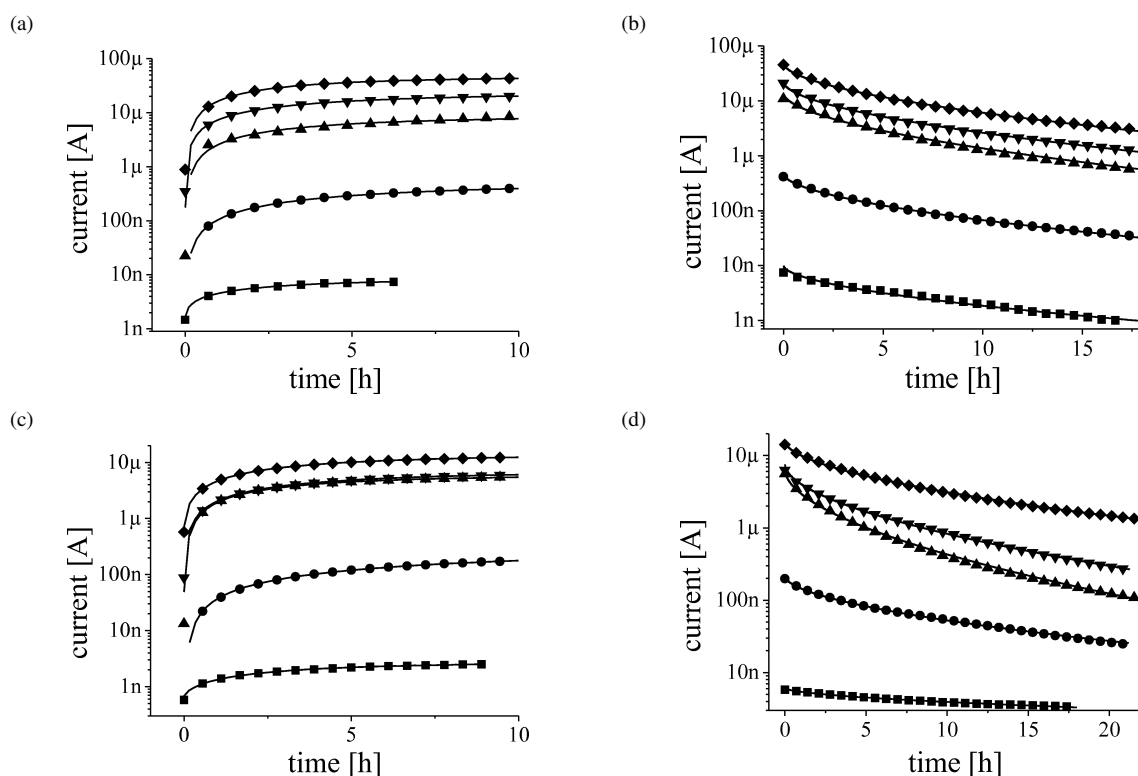 (a)
100µ
10µ
1µ
100n
10n
1n
current [A]
0
5
10
time [h]
(b)
100µ
10µ
1µ
100n
10n
1n
current [A]
0
5
10
15
time [h]
(c)
10µ
1µ
100n
10n
1n
current [A]
0
5
10
time [h]
(d)
10µ
1µ
100n
10n
current [A]
0
5
10
15
20
time [h]